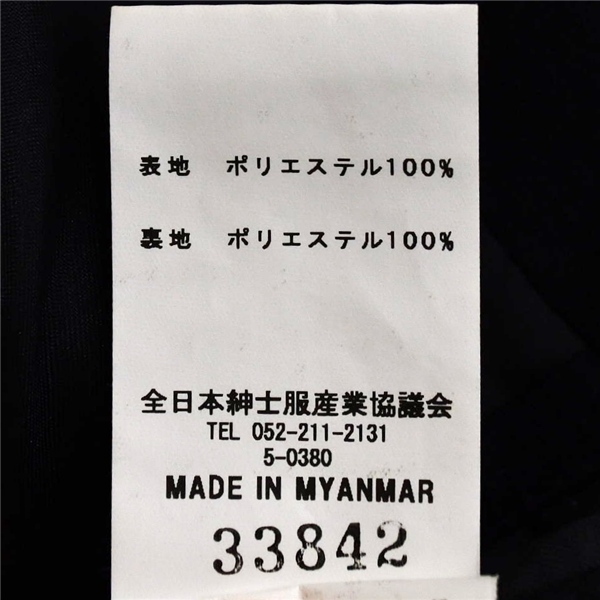 表地　ポリエステル100%
裏地　ポリエステル100%
全日本紳士服産業協議会
TEL 052-211-2131
5-0380
MADE IN MYANMAR
33842